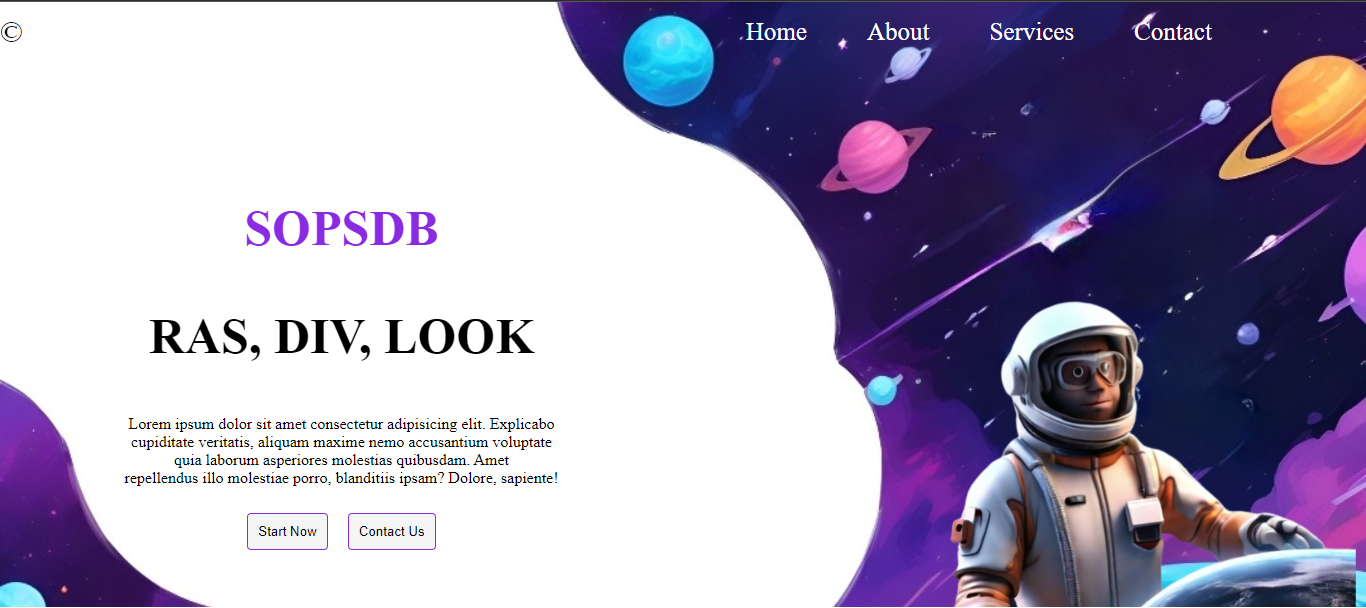 ©
Home About Services Contact
SOPSDB
RAS, DIV, LOOK
Lorem ipsum dolor sit amet consectetur adipisicing elit. Explicabo
cupiditate veritatis, aliquam maxime nemo accusantium voluptate
quia laborum asperiores molestias quibusdam. Amet
repellendus illo molestiae porro, blanditiis ipsam? Dolore, sapiente!
Start Now Contact Us